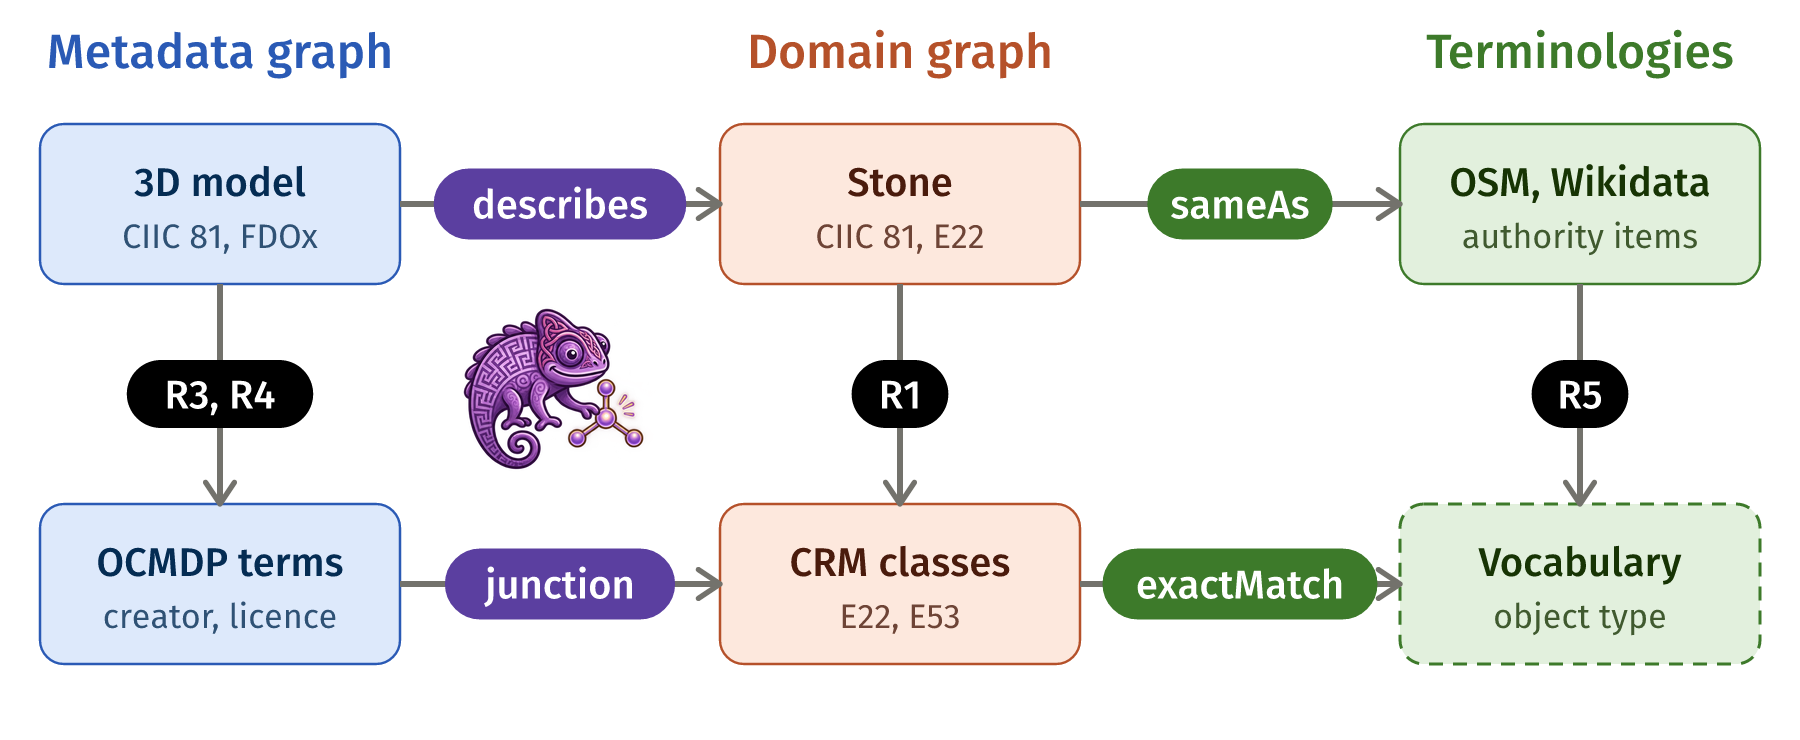 Metadata graph
Domain graph
Terminologies
3D model
CIIC 81, FDOx
describes
Stone
CIIC 81, E22
sameAs
OSM, Wikidata
authority items
R3, R4
R1
R5
OCMDP terms
creator, licence
junction
CRM classes
E22, E53
exactMatch
Vocabulary
object type